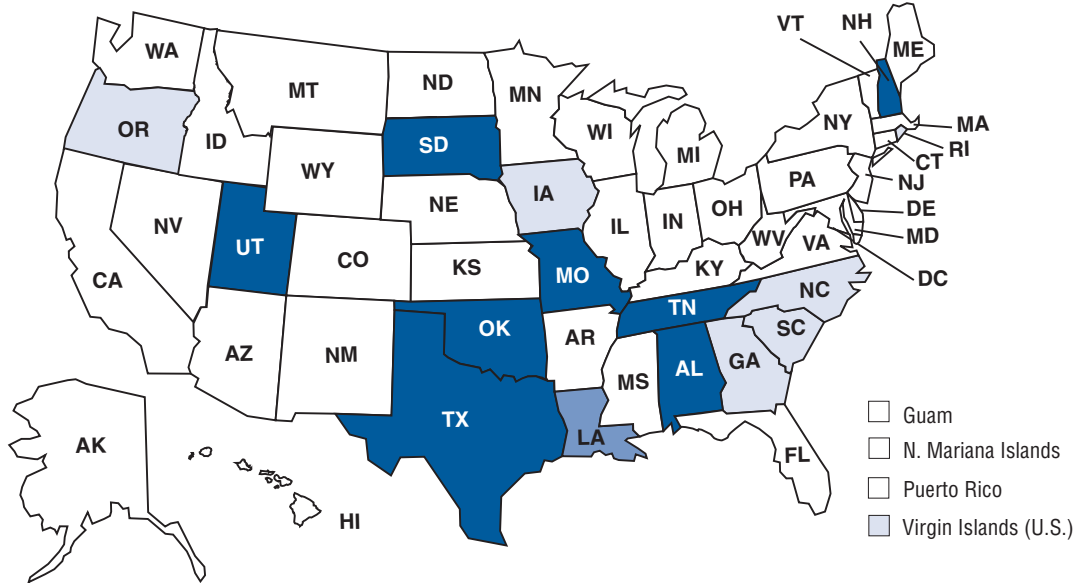 VT
NH
WA
ME
MT
ND
MN
OR
ID
WI
NY
MA
SD
MI
RI
CT
WY
PA
NJ
IA
NE
OH
DE
NV
IL
IN
WV
VA
MD
UT
CO
KS
MO
KY
DC
CA
NC
TN
OK
SC
AR
AZ
NM
GA
AL
MS
TX
LA
Guam
AK
FL
N. Mariana Islands
Puerto Rico
HI
Virgin Islands (U.S.)